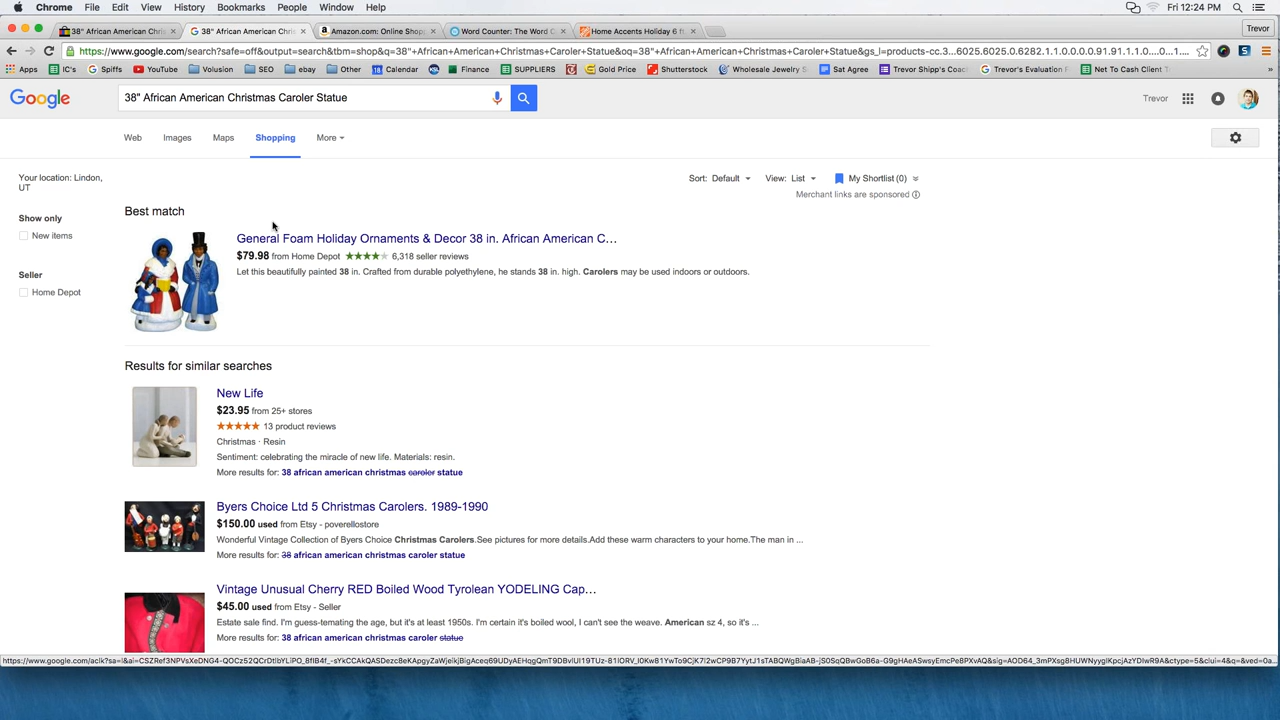 Chrome File Edit View History Bookmarks People Window Help Fri 12:24 PM
38" African American Chris G 38" African American Chris Amazon.com: Online Shop Word Counter: The Word C Home Accents Holiday 6 ft Trevor
https://www.google.com/search?safe=off&output=search&tbm=shop&q=38"+African+American+Christmas+Caroler+Statue&oq=38"+African+American+Christmas+Caroler+Statue&gs_l=products-cc.3...6025.6025.0.6282.1.1.0.0.0.0.91.91.1.1.0....0...1....
Apps IC's Spiffs YouTube Volusion SEO ebay Other 18 Calendar KSL Finance SUPPLIERS Gold Price Shutterstock Wholesale Jewelry S Sat Agree Trevor Shipp's Coac Trevor's Evaluation F Net To Cash Client T »
Google 38" African American Christmas Caroler Statue Trevor
Web Images Maps Shopping More
Your location: Lindon, UT
Sort: Default View: List My Shortlist (0)
Merchant links are sponsored
Show only
New items
Seller
Home Depot
Best match
General Foam Holiday Ornaments & Decor 38 in. African American C...
$79.98 from Home Depot ★★★★★ 6,318 seller reviews
Let this beautifully painted 38 in. Crafted from durable polyethylene, he stands 38 in. high. Carolers may be used indoors or outdoors.
Results for similar searches
New Life
$23.95 from 25+ stores
★★★★★ 13 product reviews
Christmas · Resin
Sentiment: celebrating the miracle of new life. Materials: resin.
More results for: 38 african american christmas caroler statue
Byers Choice Ltd 5 Christmas Carolers. 1989-1990
$150.00 used from Etsy - poverellostore
Wonderful Vintage Collection of Byers Choice Christmas Carolers.See pictures for more details.Add these warm characters to your home.The man in ...
More results for: 38 african american christmas caroler statue
Vintage Unusual Cherry RED Boiled Wood Tyrolean YODELING Cap...
$45.00 used from Etsy - Seller
Estate sale find. I'm guess-temating the age, but it's at least 1950s. I'm certain it's boiled wool, I can't see the weave. American sz 4, so it's ...
More results for: 38 african american christmas caroler statue